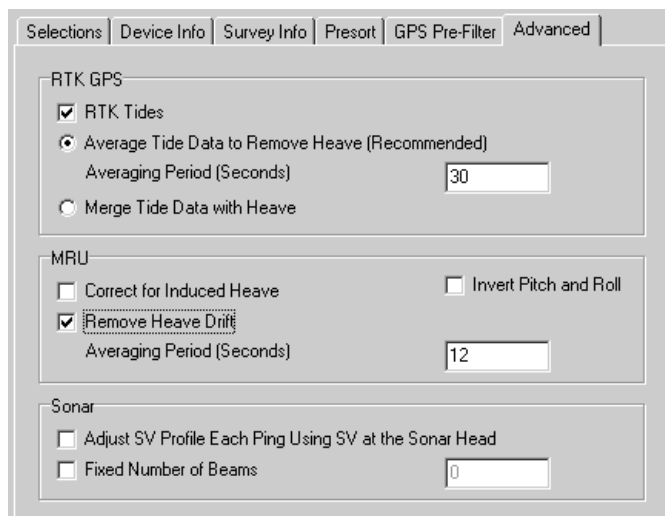 Selections Device Info Survey Info Presort GPS Pre-Filter Advanced
RTK GPS
RTK Tides
Average Tide Data to Remove Heave (Recommended)
Averaging Period (Seconds) 30
Merge Tide Data with Heave
MRU
Correct for Induced Heave Invert Pitch and Roll
Remove Heave Drift
Averaging Period (Seconds) 12
Sonar
Adjust SV Profile Each Ping Using SV at the Sonar Head
Fixed Number of Beams 0